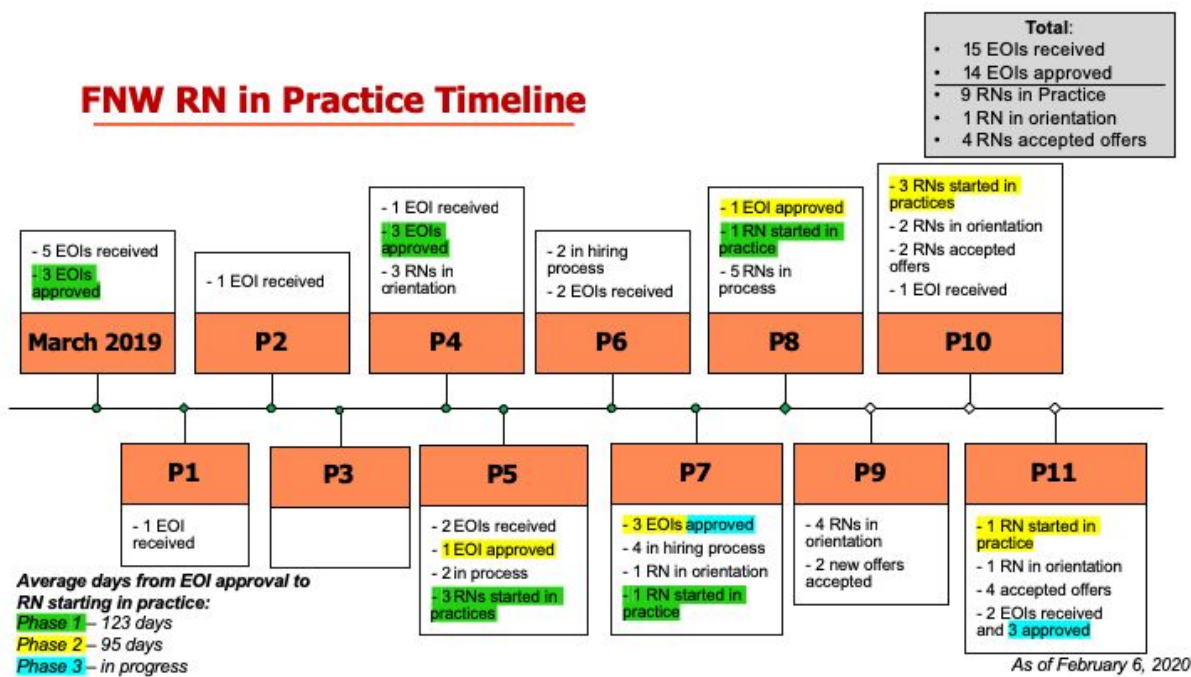 Total:
• 15 EOIs received
• 14 EOIs approved
• 9 RNs in Practice
• 1 RN in orientation
• 4 RNs accepted offers
FNW RN in Practice Timeline
- 5 EOIs received
- 3 EOIs
approved
March 2019
- 1 EOI received
P2
- 1 EOI received
- 3 EOIs
approved
- 3 RNs in
orientation
P4
- 2 in hiring
process
- 2 EOIs received
P6
- 1 EOI approved
- 1 RN started in
practice
- 5 RNs in
process
P8
- 3 RNs started in
practices
- 2 RNs in orientation
- 2 RNs accepted
offers
- 1 EOI received
P10
P1
- 1 EOI
received
P3
P5
- 2 EOIs received
- 1 EOI approved
- 2 in process
- 3 RNs started in
practices
P7
- 3 EOIs approved
- 4 in hiring process
- 1 RN in orientation
- 1 RN started in
practice
P9
- 4 RNs in
orientation
- 2 new offers
accepted
P11
- 1 RN started in
practice
- 1 RN in orientation
- 4 accepted offers
- 2 EOIs received
and 3 approved
Average days from EOI approval to
RN starting in practice:
Phase 1 – 123 days
Phase 2 – 95 days
Phase 3 – in progress
As of February 6, 2020